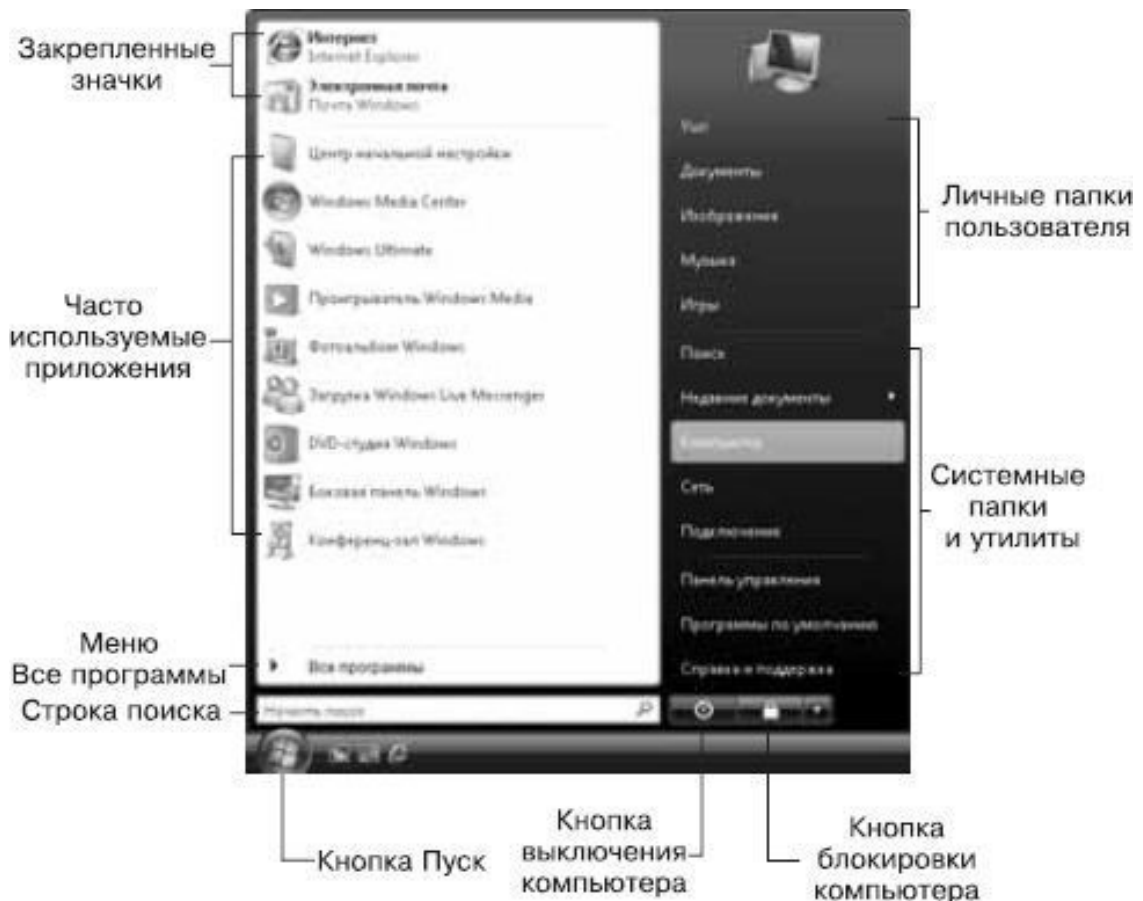 Закрепленные
значки
Интернет
Internet Explorer
Электронная почта
Почта Windows
Центр начальной настройки
Windows Media Center
Windows Ultimate
Проигрыватель Windows Media
Фотоальбом Windows
Загрузка Windows Live Messenger
DVD-студия Windows
Боковая панель Windows
Конференц-зал Windows
Часто
используемые
приложения
Меню
Все программы
Все программы
Строка поиска
Начать поиск
Документы
Изображения
Музыка
Игры
Поиск
Недавние документы
Компьютер
Сеть
Подключение
Панель управления
Программы по умолчанию
Справка и поддержка
Личные папки
пользователя
Системные
папки
и утилиты
Кнопка Пуск
Кнопка
выключения
компьютера
Кнопка
блокировки
компьютера